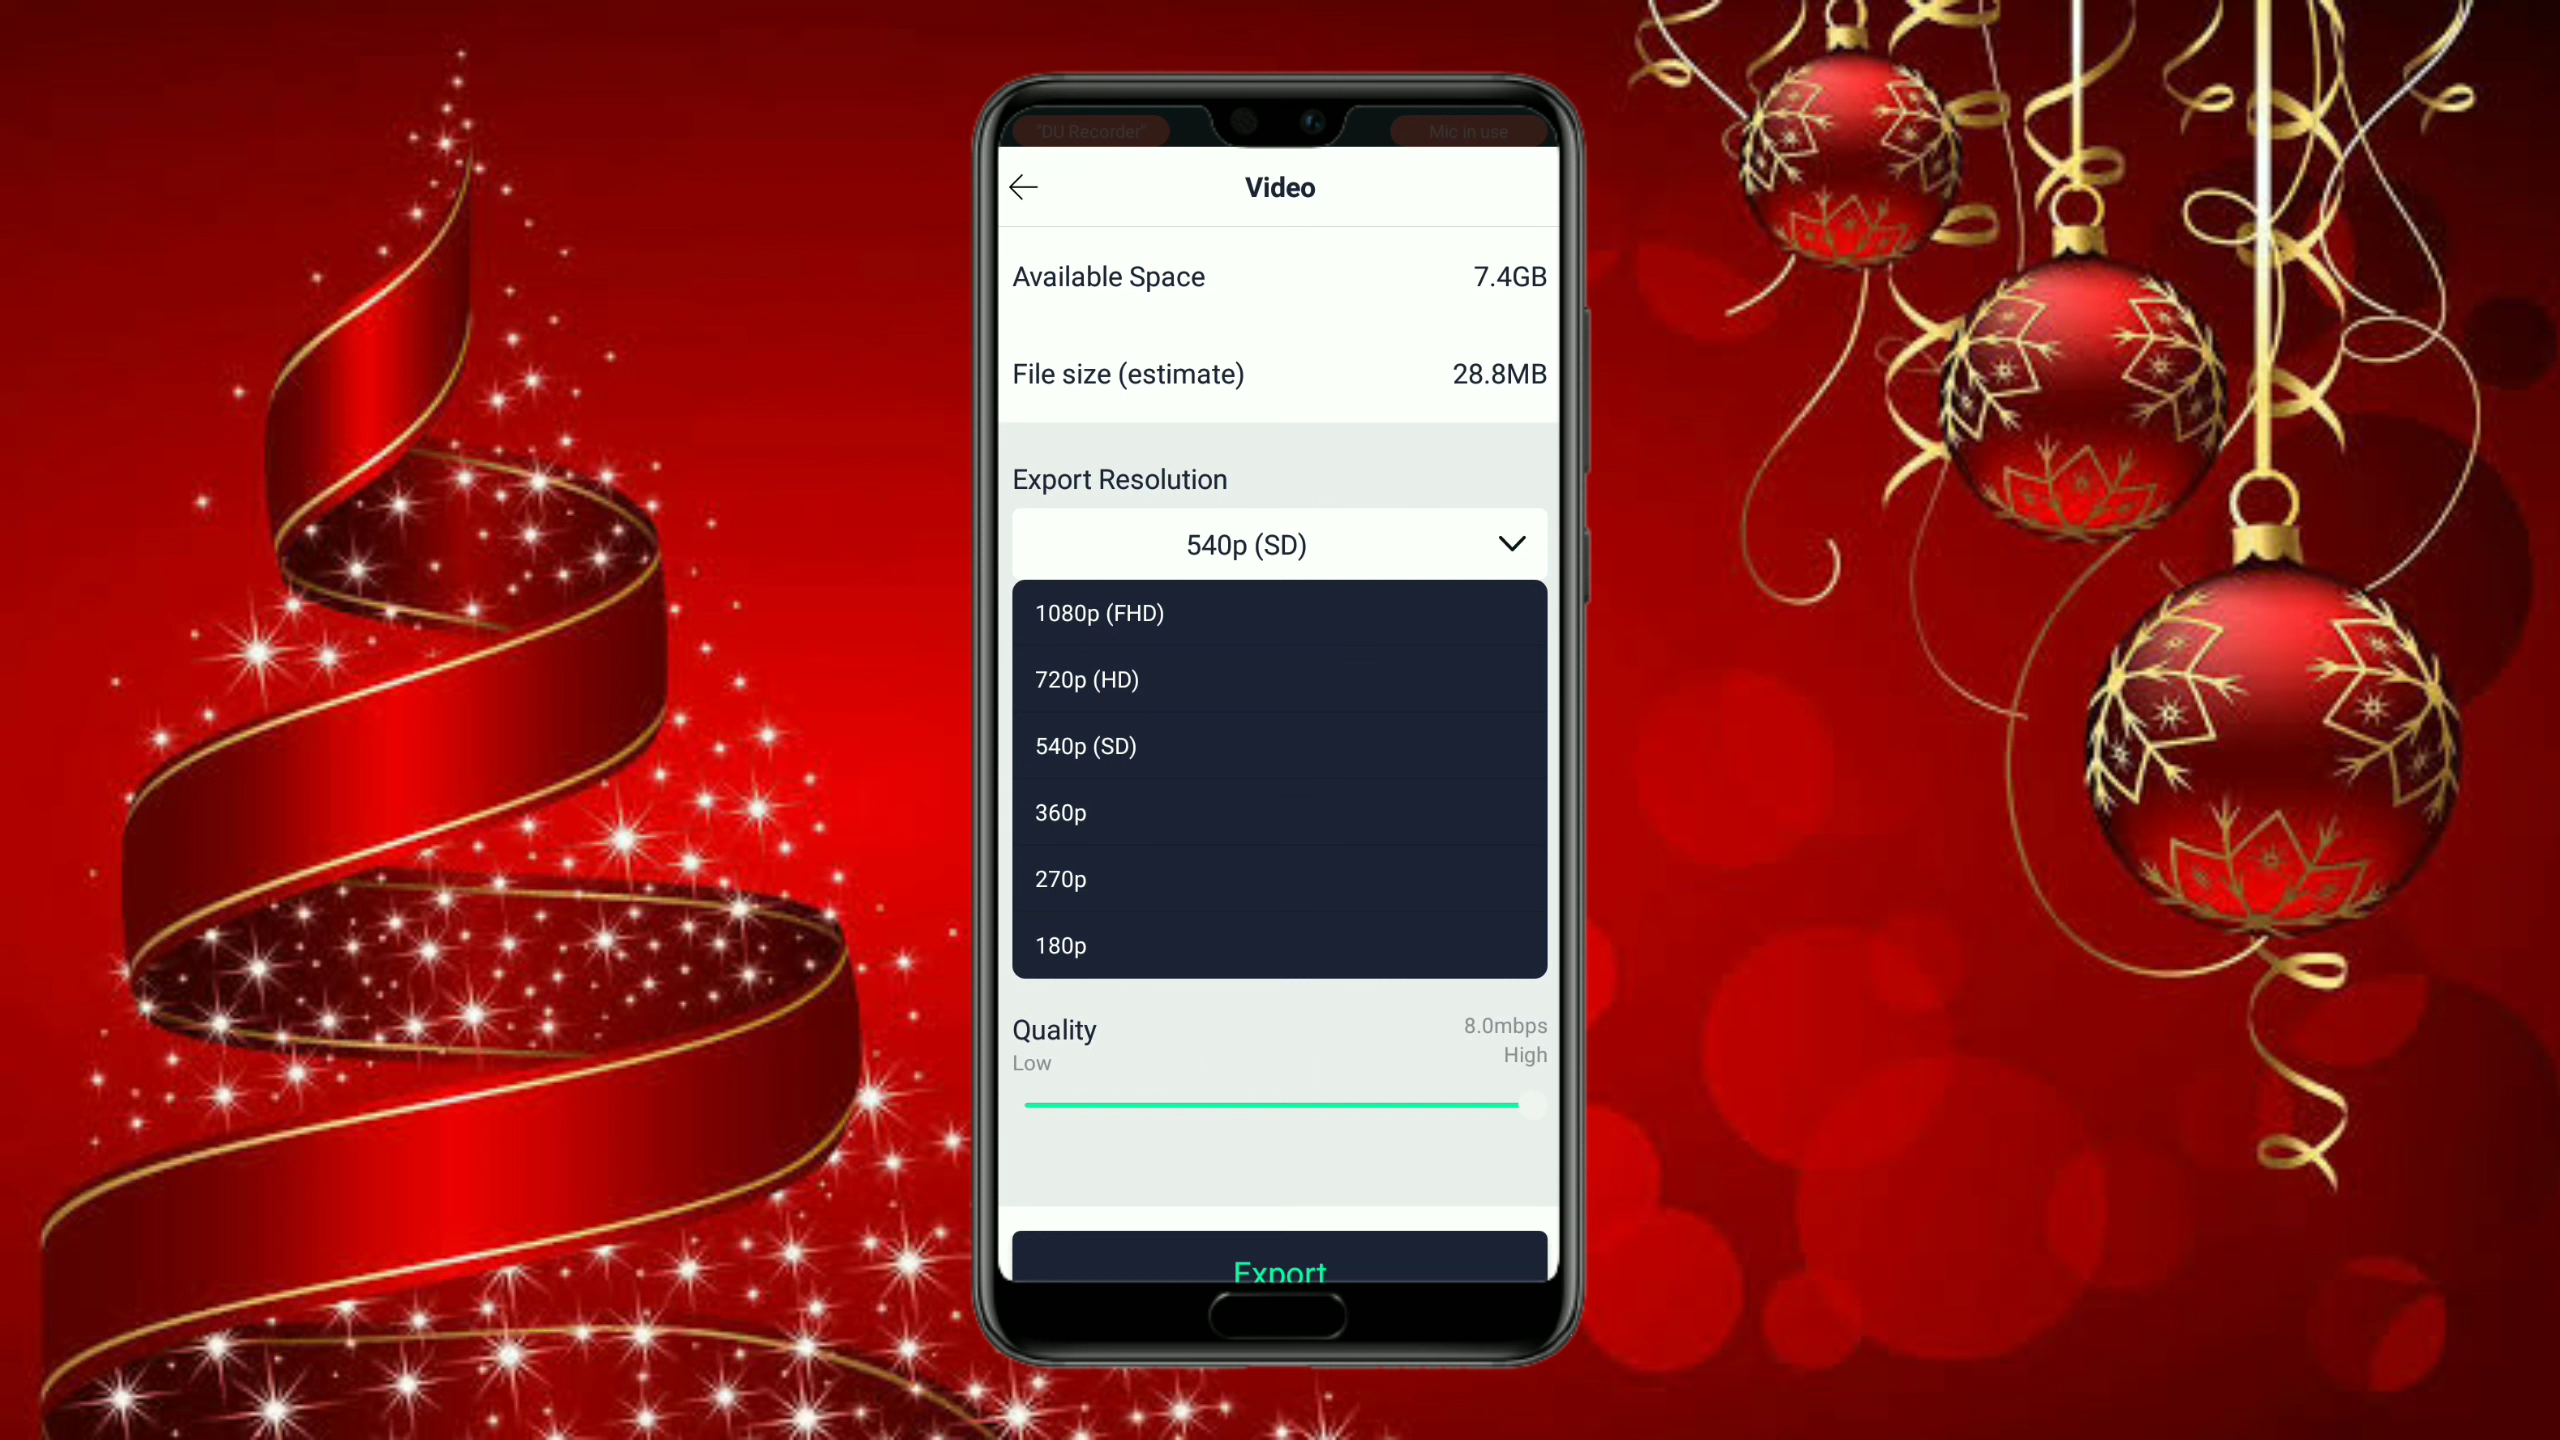 "DU Recorder" Mic in use
Video
Available Space 7.4GB
File size (estimate) 28.8MB
Export Resolution
540p (SD)
1080p (FHD)
720p (HD)
540p (SD)
360p
270p
180p
Quality 8.0mbps
Low High
Export